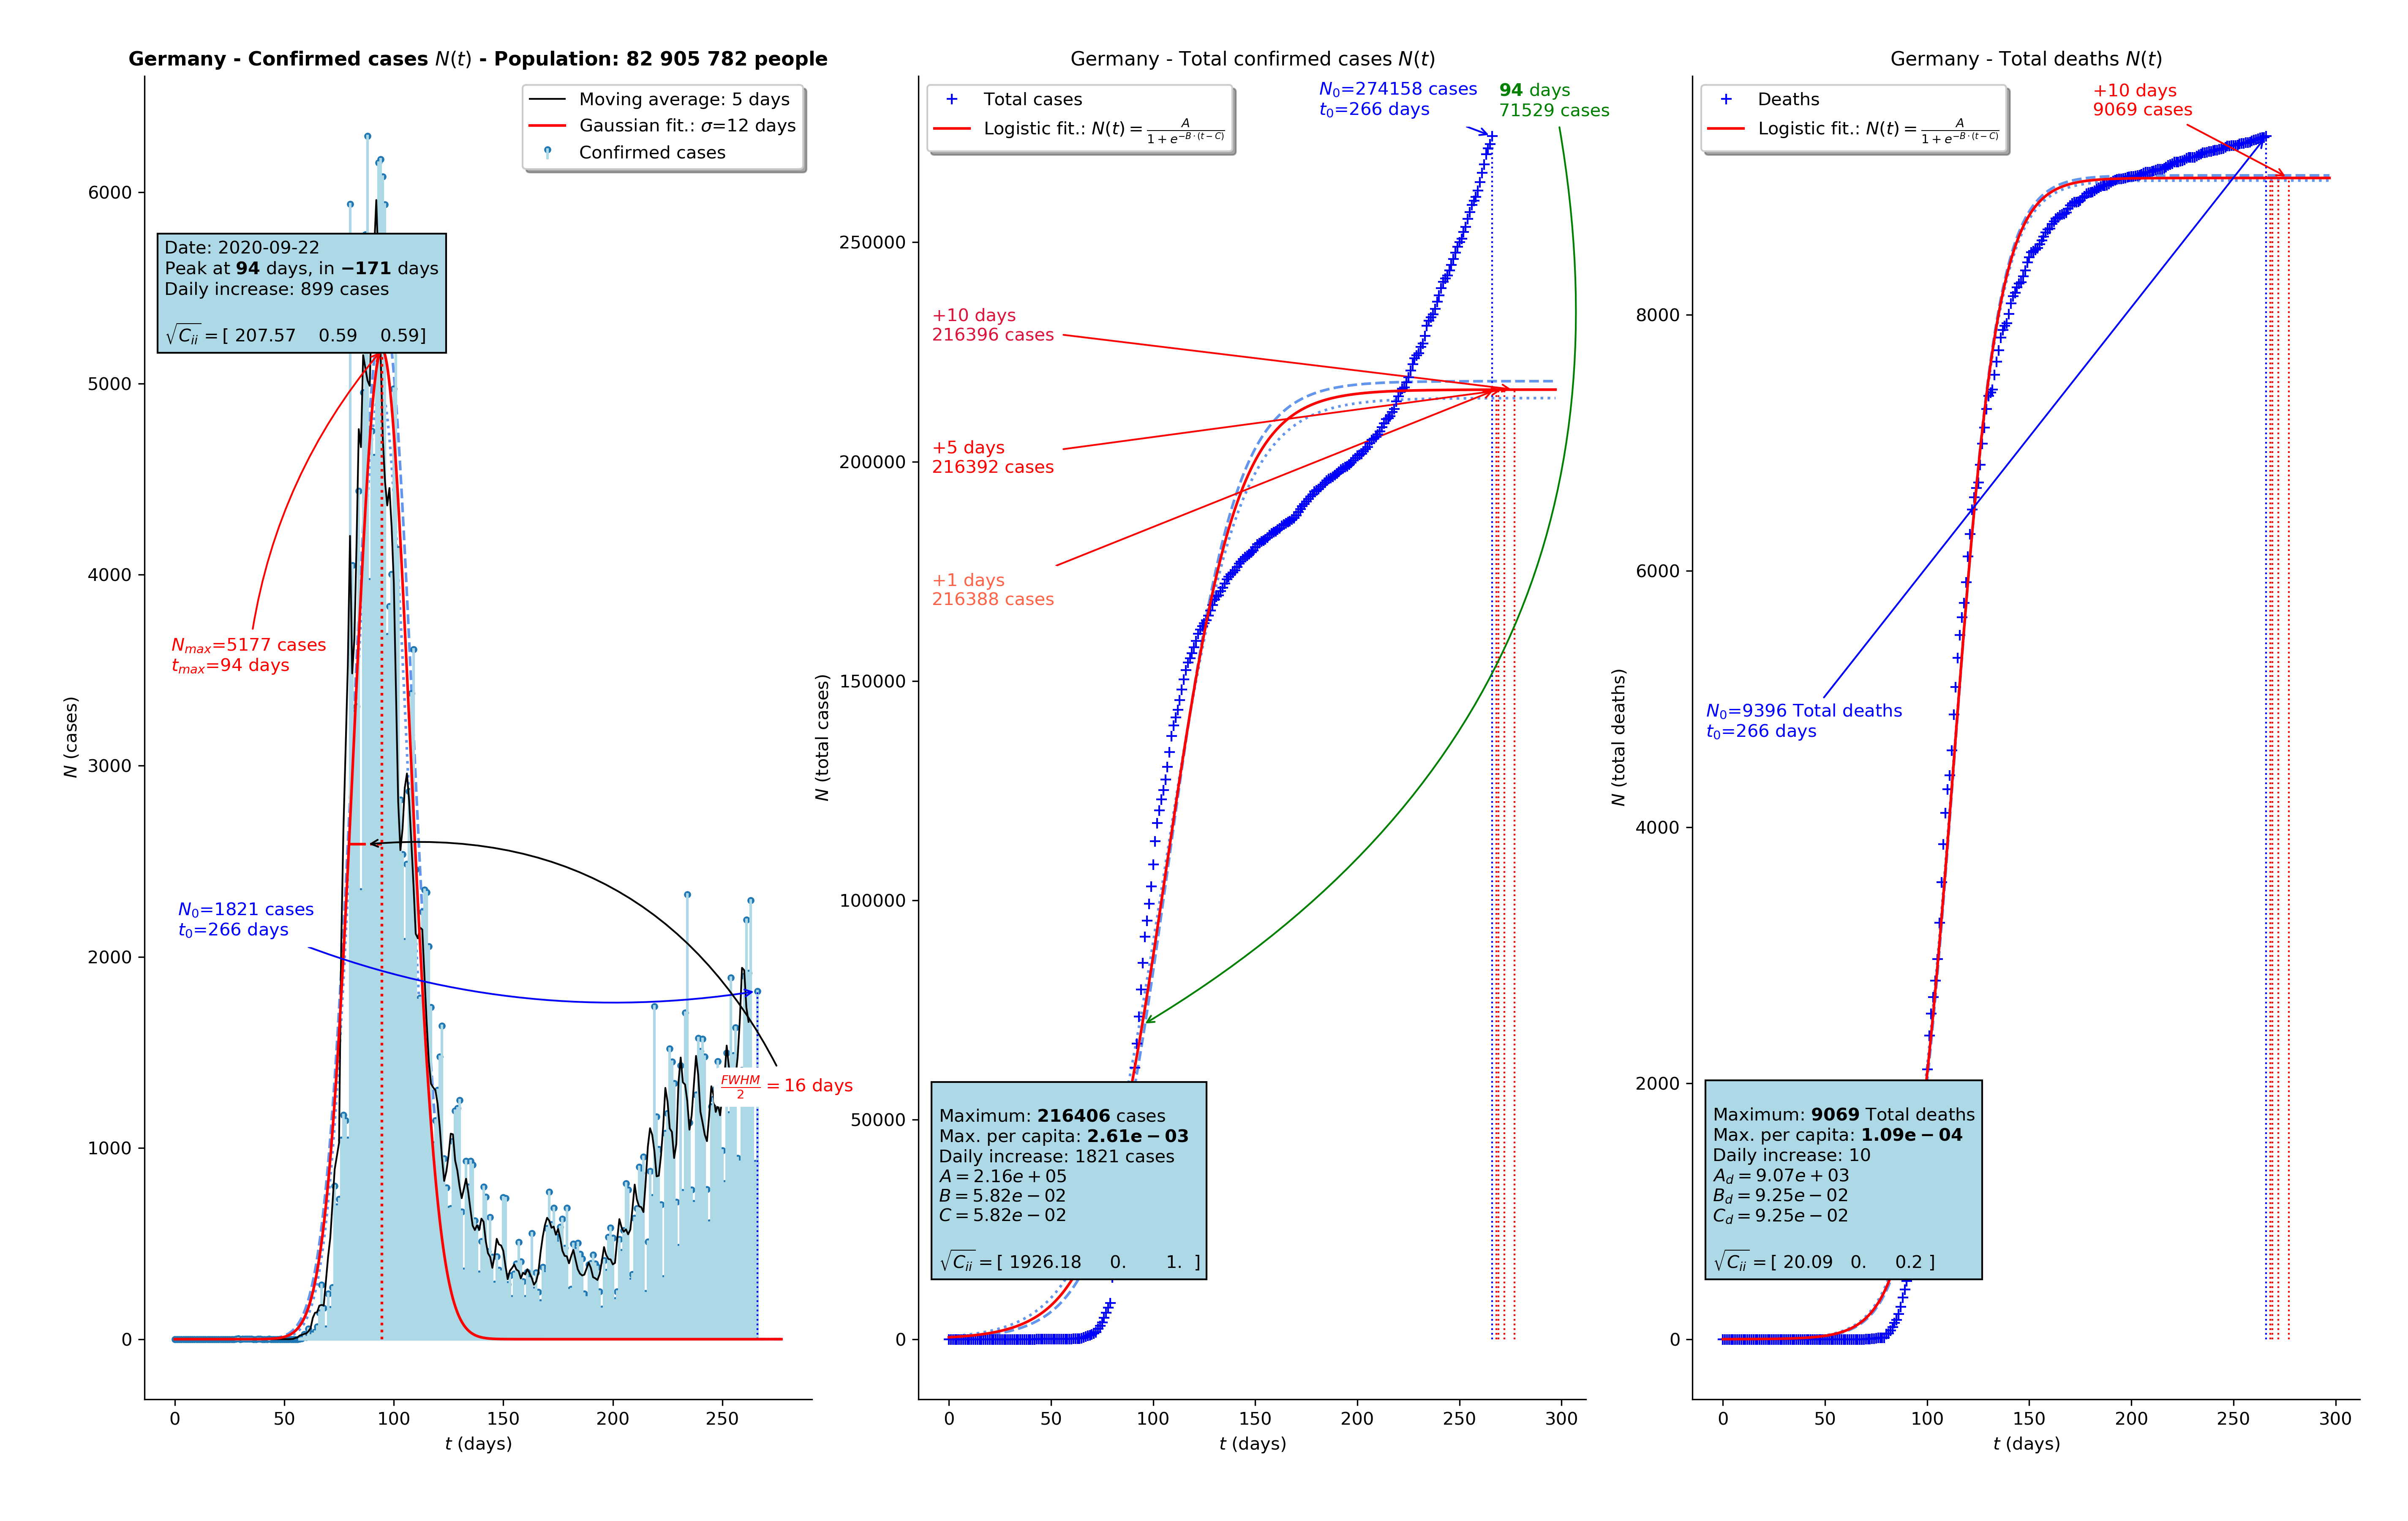 Germany - Confirmed cases N(t) - Population: 82 905 782 people
Moving average: 5 days
Gaussian fit.: σ=12 days
Confirmed cases
Date: 2020-09-22
Peak at 94 days, in −171 days
Daily increase: 899 cases
√Cᵢᵢ = [ 207.57 0.59 0.59]
N_max=5177 cases
t_max=94 days
N₀=1821 cases
t₀=266 days
FWHM/2 = 16 days
N (cases)
6000
5000
4000
3000
2000
1000
0
0 50 100 150 200 250
t (days)
Germany - Total confirmed cases N(t)
Total cases
Logistic fit.: N(t) = A/(1 + e^(−B·(t−C)))
N₀=274158 cases
t₀=266 days
94 days
71529 cases
+10 days
216396 cases
+5 days
216392 cases
+1 days
216388 cases
Maximum: 216406 cases
Max. per capita: 2.61e − 03
Daily increase: 1821 cases
A = 2.16e + 05
B = 5.82e − 02
C = 5.82e − 02
√Cᵢᵢ = [ 1926.18 0. 1. ]
N (total cases)
250000
200000
150000
100000
50000
0
0 50 100 150 200 250 300
t (days)
Germany - Total deaths N(t)
Deaths
Logistic fit.: N(t) = A/(1 + e^(−B·(t−C)))
+10 days
9069 cases
N₀=9396 Total deaths
t₀=266 days
Maximum: 9069 Total deaths
Max. per capita: 1.09e − 04
Daily increase: 10
A_d = 9.07e + 03
B_d = 9.25e − 02
C_d = 9.25e − 02
√Cᵢᵢ = [ 20.09 0. 0.2 ]
N (total deaths)
8000
6000
4000
2000
0
0 50 100 150 200 250 300
t (days)